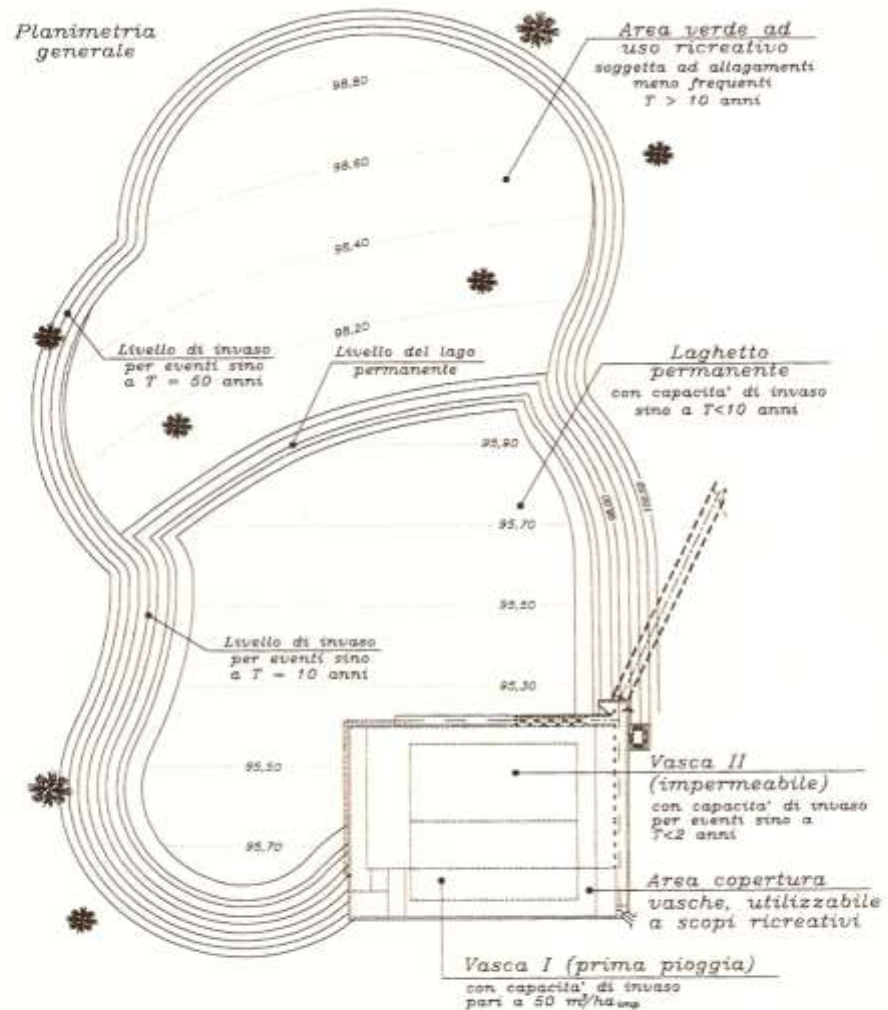 Planimetria
generale
Area verde ad
uso ricreativo
soggetta ad allagamenti
meno frequenti
T > 10 anni
98,80
98,60
98,40
98,20
Livello di invaso
per eventi sino
a T = 50 anni
Livello del lago
permanente
Laghetto
permanente
con capacita' di invaso
sino a T<10 anni
95,90
95,70
95,50
95,30
Livello di invaso
per eventi sino
a T = 10 anni
95,50
95,70
Vasca II
(impermeabile)
con capacita' di invaso
per eventi sino a
T<2 anni
Area copertura
vasche, utilizzabile
a scopi ricreativi
Vasca I (prima pioggia)
con capacita' di invaso
pari a 50 m³/ha imp